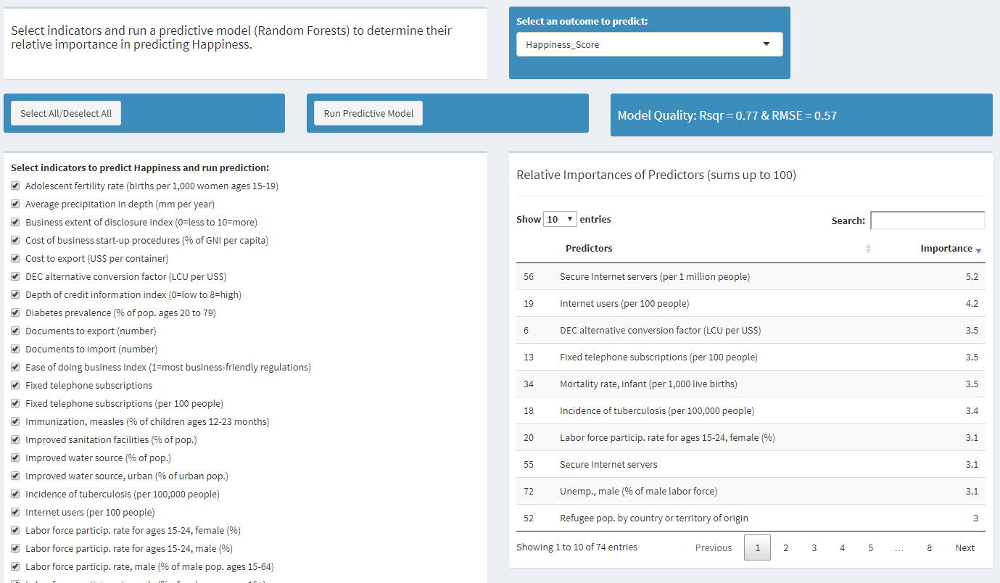 Select indicators and run a predictive model (Random Forests) to determine their
relative importance in predicting Happiness.
Select an outcome to predict:
Happiness_Score
Select All/Deselect All
Run Predictive Model
Model Quality: Rsqr = 0.77 & RMSE = 0.57
Select indicators to predict Happiness and run prediction:
Adolescent fertility rate (births per 1,000 women ages 15-19)
Average precipitation in depth (mm per year)
Business extent of disclosure index (0=less to 10=more)
Cost of business start-up procedures (% of GNI per capita)
Cost to export (US$ per container)
DEC alternative conversion factor (LCU per US$)
Depth of credit information index (0=low to 8=high)
Diabetes prevalence (% of pop. ages 20 to 79)
Documents to export (number)
Documents to import (number)
Ease of doing business index (1=most business-friendly regulations)
Fixed telephone subscriptions
Fixed telephone subscriptions (per 100 people)
Immunization, measles (% of children ages 12-23 months)
Improved sanitation facilities (% of pop.)
Improved water source (% of pop.)
Improved water source, urban (% of urban pop.)
Incidence of tuberculosis (per 100,000 people)
Internet users (per 100 people)
Labor force particip. rate for ages 15-24, female (%)
Labor force particip. rate for ages 15-24, male (%)
Labor force particip. rate, male (% of male pop. ages 15-64)
Relative Importances of Predictors (sums up to 100)
Show 10 entries
Search:
Predictors Importance
56 Secure Internet servers (per 1 million people) 5.2
19 Internet users (per 100 people) 4.2
6 DEC alternative conversion factor (LCU per US$) 3.5
13 Fixed telephone subscriptions (per 100 people) 3.5
34 Mortality rate, infant (per 1,000 live births) 3.5
18 Incidence of tuberculosis (per 100,000 people) 3.4
20 Labor force particip. rate for ages 15-24, female (%) 3.1
55 Secure Internet servers 3.1
72 Unemp., male (% of male labor force) 3.1
52 Refugee pop. by country or territory of origin 3
Showing 1 to 10 of 74 entries
Previous 1 2 3 4 5 … 8 Next